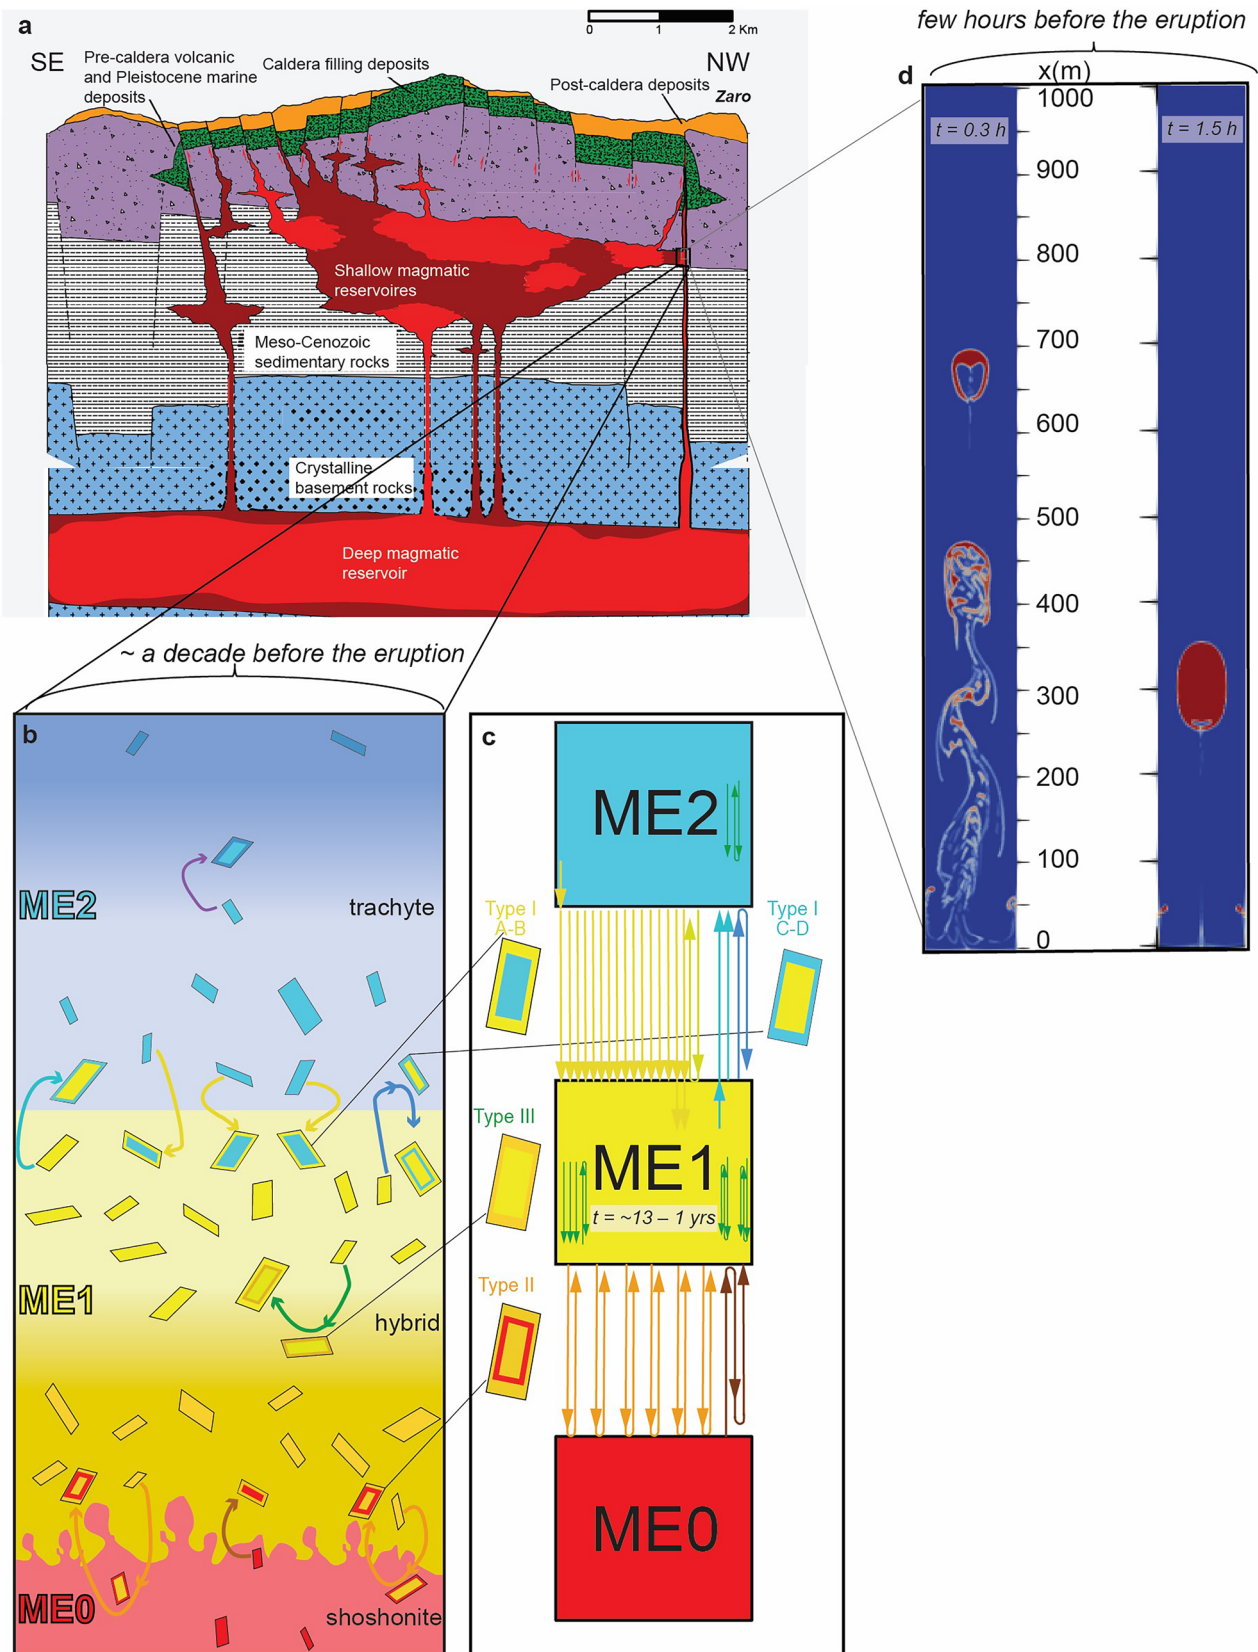 a
0 1 2 Km
SE
NW
Zaro
Pre-caldera volcanic
and Pleistocene marine
deposits
Caldera filling deposits
Post-caldera deposits
Shallow magmatic
reservoires
Meso-Cenozoic
sedimentary rocks
Crystalline
basement rocks
Deep magmatic
reservoir
~ a decade before the eruption
b
ME2
trachyte
ME1
hybrid
ME0
shoshonite
c
ME2
Type I
A-B
Type I
C-D
Type III
ME1
t = ~13 – 1 yrs
Type II
ME0
few hours before the eruption
d
x(m)
t = 0.3 h
t = 1.5 h
1000
900
800
700
600
500
400
300
200
100
0